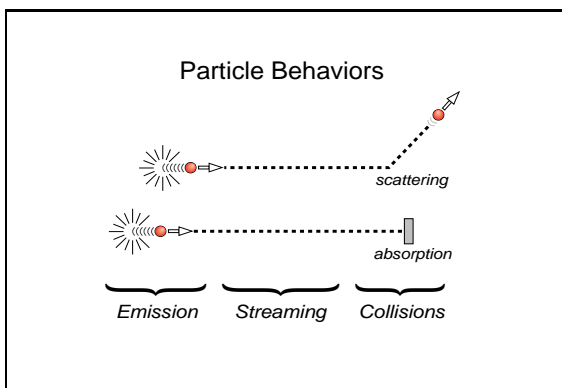 Particle Behaviors
scattering
absorption
Emission Streaming Collisions